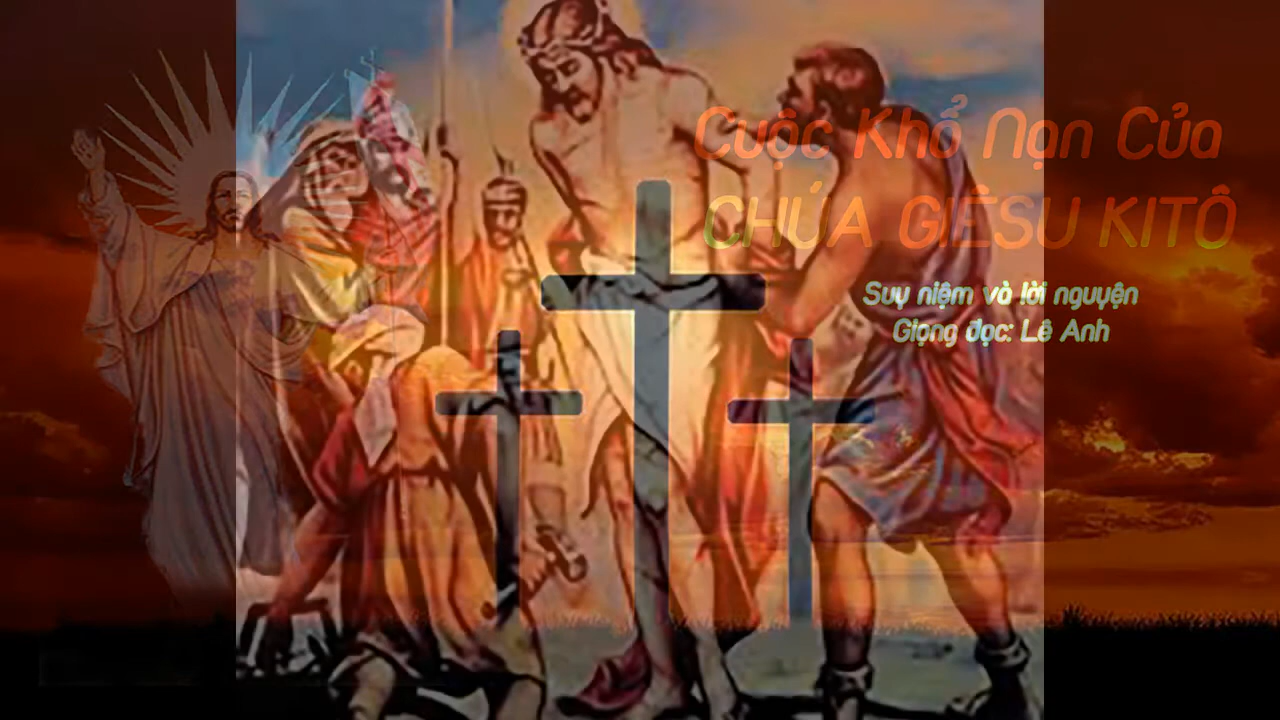 Cuộc Khổ Nạn Của
CHÚA GIÊSU KITÔ
Suy niệm và lời nguyện
Giọng đọc: Lê Anh